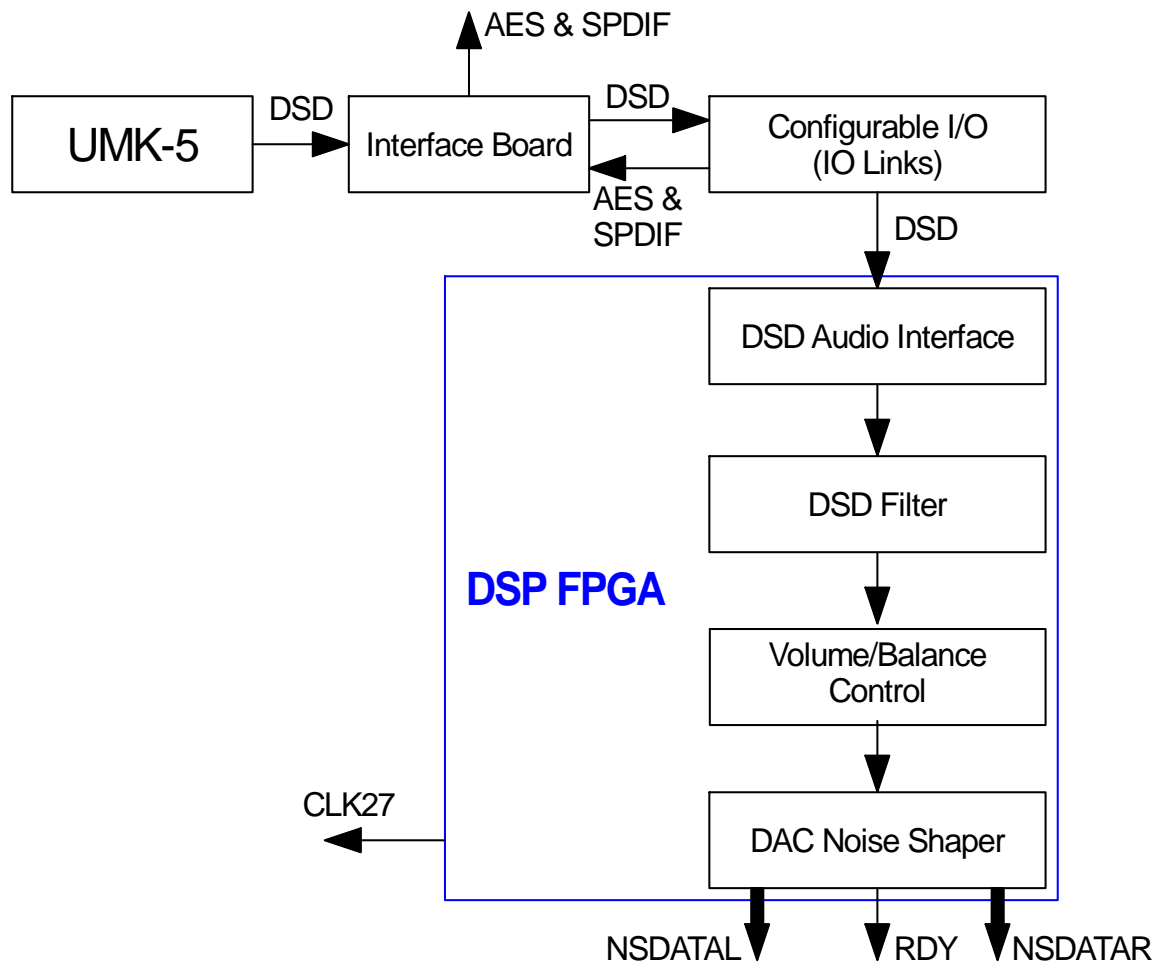 AES & SPDIF
UMK-5
DSD
Interface Board
DSD
Configurable I/O
(IO Links)
AES &
SPDIF
DSD
DSD Audio Interface
DSD Filter
DSP FPGA
Volume/Balance
Control
CLK27
DAC Noise Shaper
NSDATAL
RDY
NSDATAR